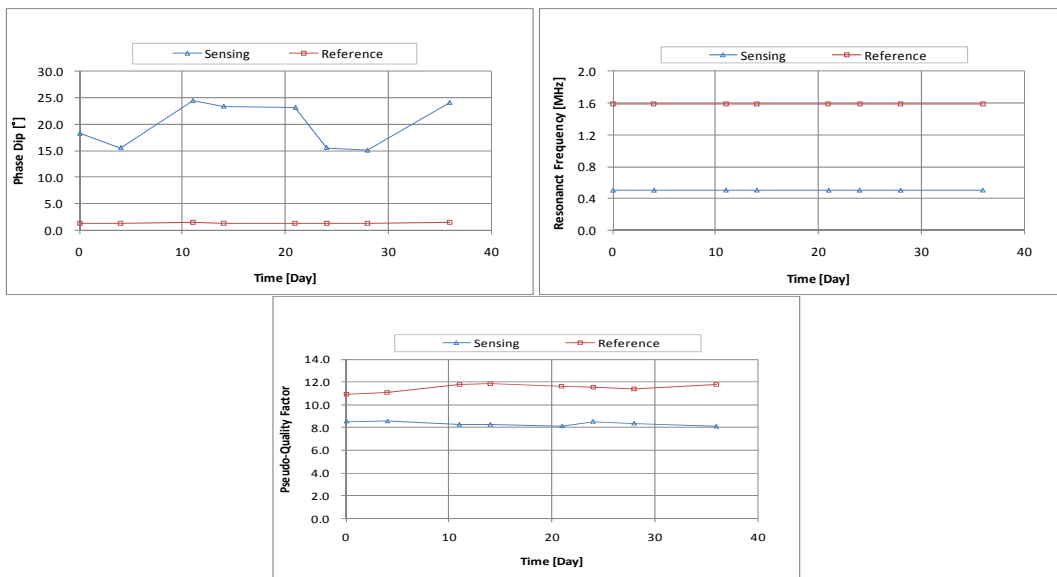 Sensing Reference
30.0
25.0
20.0
15.0
10.0
5.0
0.0
0 10 20 30 40
Phase Dip [°]
Time [Day]
Sensing Reference
2.0
1.6
1.2
0.8
0.4
0.0
0 10 20 30 40
Resonanct Frequency [MHz]
Time [Day]
Sensing Reference
14.0
12.0
10.0
8.0
6.0
4.0
2.0
0.0
0 10 20 30 40
Pseudo-Quality Factor
Time [Day]